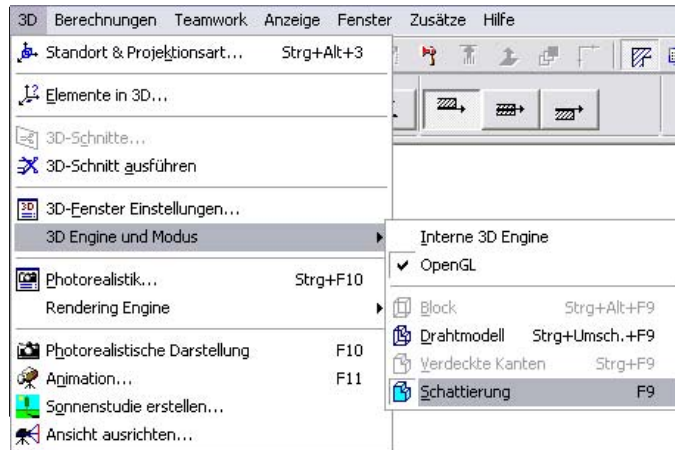 3D Berechnungen Teamwork Anzeige Fenster Zusätze Hilfe
Standort & Projektionsart... Strg+Alt+3
Elemente in 3D...
3D-Schnitte...
3D-Schnitt ausführen
3D-Fenster Einstellungen...
3D Engine und Modus
Interne 3D Engine
OpenGL
Photorealistik... Strg+F10
Rendering Engine
Block Strg+Alt+F9
Drahtmodell Strg+Umsch.+F9
Verdeckte Kanten Strg+F9
Schattierung F9
Photorealistische Darstellung F10
Animation... F11
Sonnenstudie erstellen...
Ansicht ausrichten...